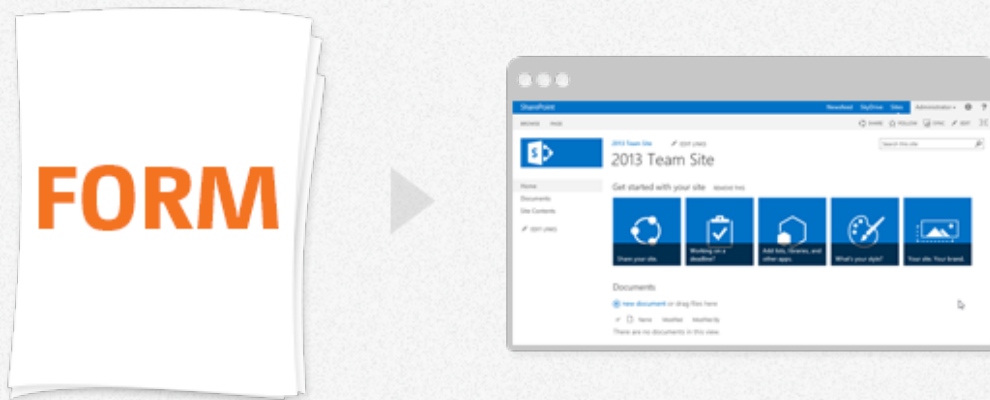 FORM
SharePoint
Newsfeed SkyDrive Sites Administrator ?
BROWSE PAGE
SHARE FOLLOW SYNC EDIT
S
2013 Team Site EDIT LINKS
Search this site
2013 Team Site
Home
Documents
Site Contents
EDIT LINKS
Get started with your site REMOVE THIS
Share your site.
Working on a
deadline?
Add lists, libraries, and
other apps.
What's your style?
Your site. Your brand.
Documents
new document or drag files here
Name Modified Modified By
There are no documents in this view